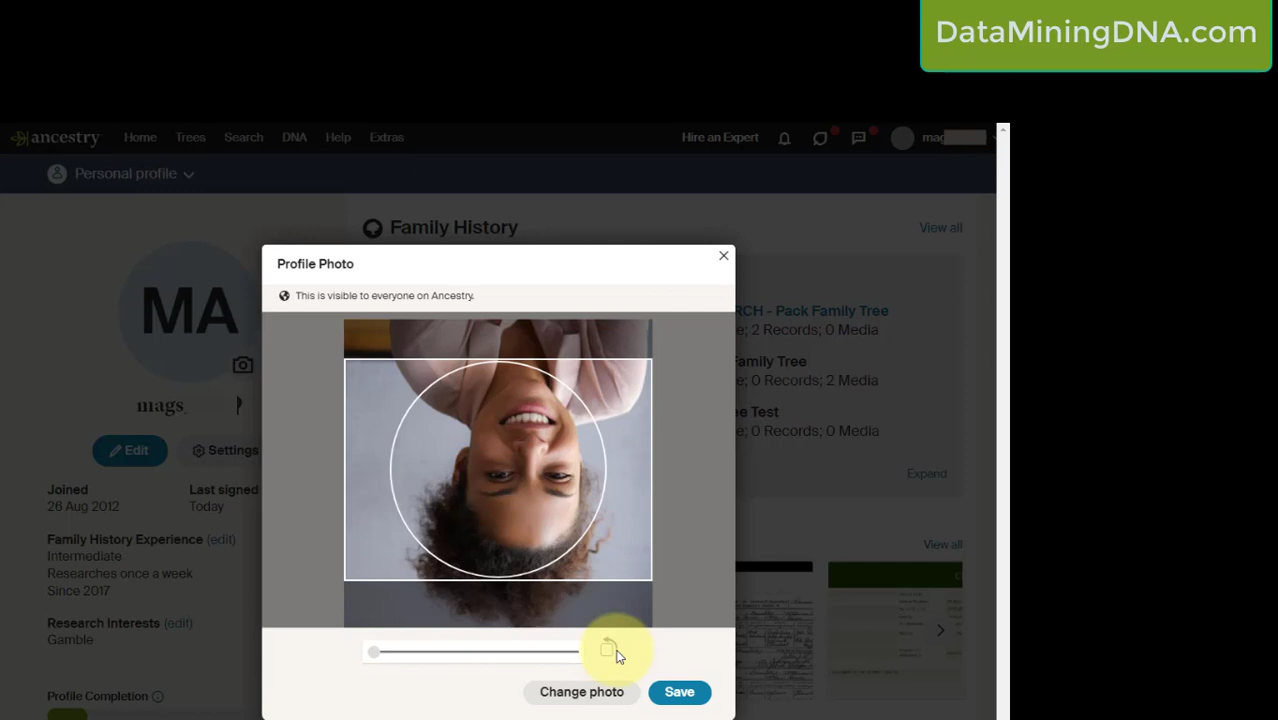 DataMiningDNA.com
ancestry
Home Trees Search DNA Help Extras
Hire an Expert
mag
Personal profile
Family History
View all
Profile Photo
This is visible to everyone on Ancestry.
MA
RCH - Pack Family Tree
e; 2 Records; 0 Media
Family Tree
0 Records; 2 Media
e Test
0 Records; 0 Media
Expand
mags
Edit
Settings
Joined
26 Aug 2012
Last signed
Today
Family History Experience (edit)
Intermediate
Researches once a week
Since 2017
Research Interests (edit)
Gamble
Profile Completion
View all
Change photo
Save